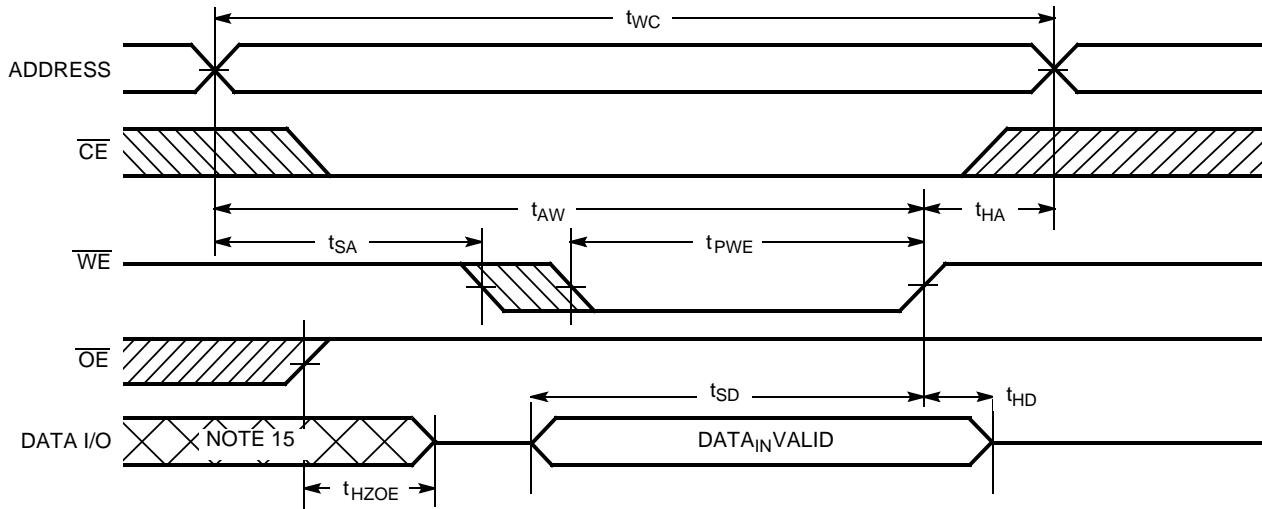 tWC
ADDRESS
CE
tAW
tHA
tSA
tPWE
WE
OE
tSD
tHD
DATA I/O
NOTE 15
DATAINVALID
tHZOE